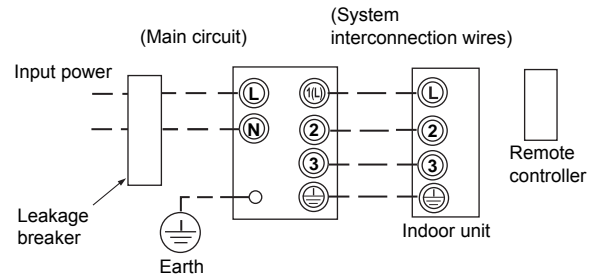 (System
interconnection wires)
(Main circuit)
Input power
L
1(L)
L
N
2
2
3
3
Remote
controller
Leakage
breaker
Indoor unit
Earth